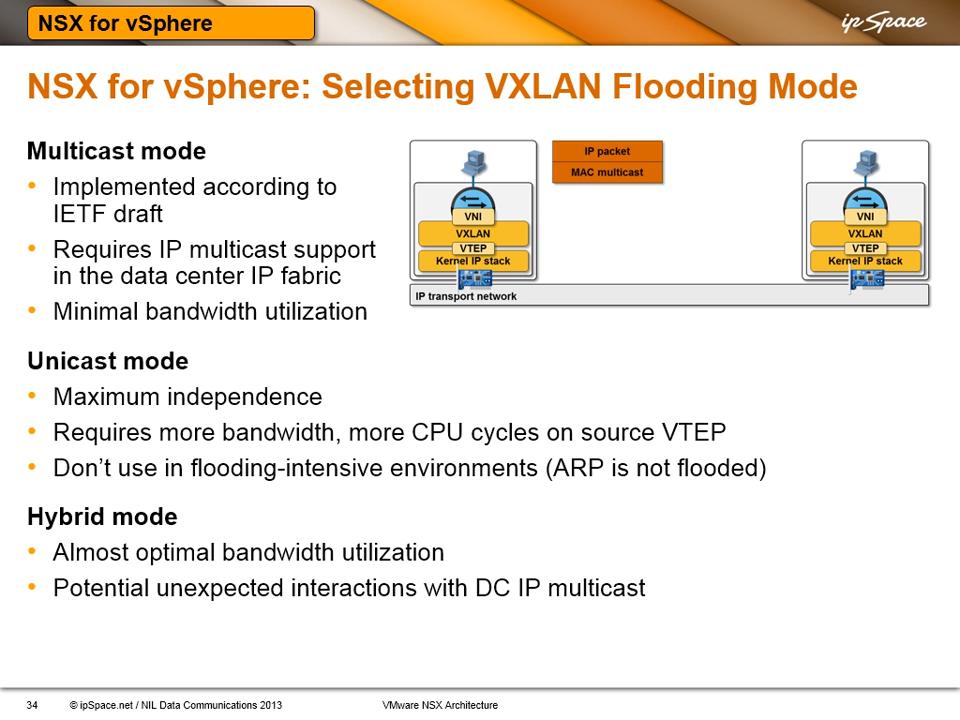 NSX for vSphere
ipSpace
NSX for vSphere: Selecting VXLAN Flooding Mode
Multicast mode
• Implemented according to
IETF draft
• Requires IP multicast support
in the data center IP fabric
• Minimal bandwidth utilization
IP packet
MAC multicast
VNI
VXLAN
VTEP
Kernel IP stack
VNI
VXLAN
VTEP
Kernel IP stack
IP transport network
Unicast mode
• Maximum independence
• Requires more bandwidth, more CPU cycles on source VTEP
• Don’t use in flooding-intensive environments (ARP is not flooded)
Hybrid mode
• Almost optimal bandwidth utilization
• Potential unexpected interactions with DC IP multicast
34 © ipSpace.net / NIL Data Communications 2013 VMware NSX Architecture